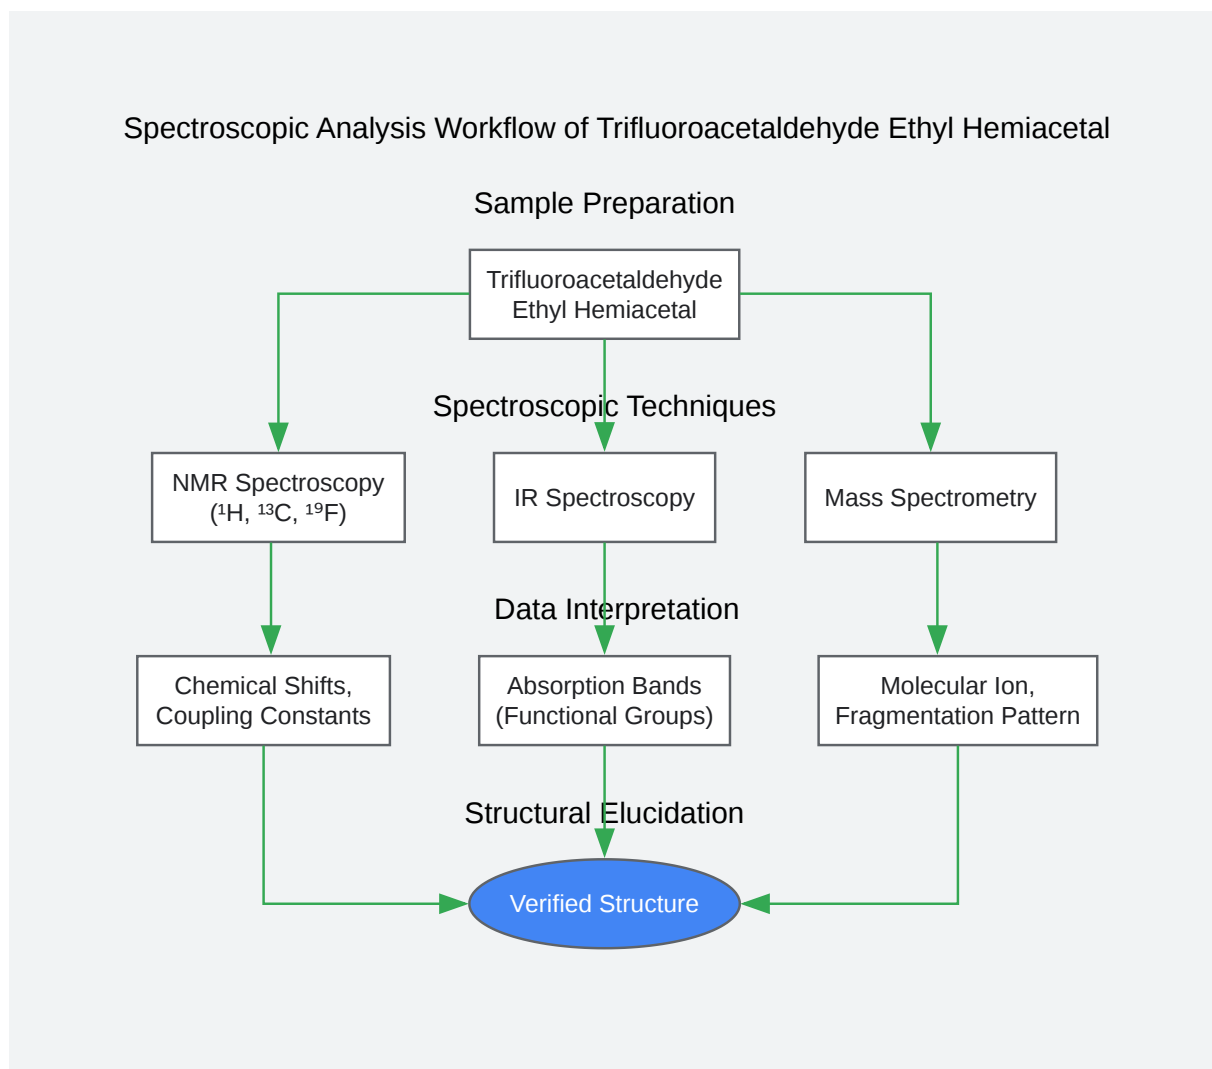 Spectroscopic Analysis Workflow of Trifluoroacetaldehyde Ethyl Hemiacetal
Sample Preparation
Trifluoroacetaldehyde
Ethyl Hemiacetal
Spectroscopic Techniques
NMR Spectroscopy
(¹H, ¹³C, ¹⁹F)
IR Spectroscopy
Mass Spectrometry
Data Interpretation
Chemical Shifts,
Coupling Constants
Absorption Bands
(Functional Groups)
Molecular Ion,
Fragmentation Pattern
Structural Elucidation
Verified Structure